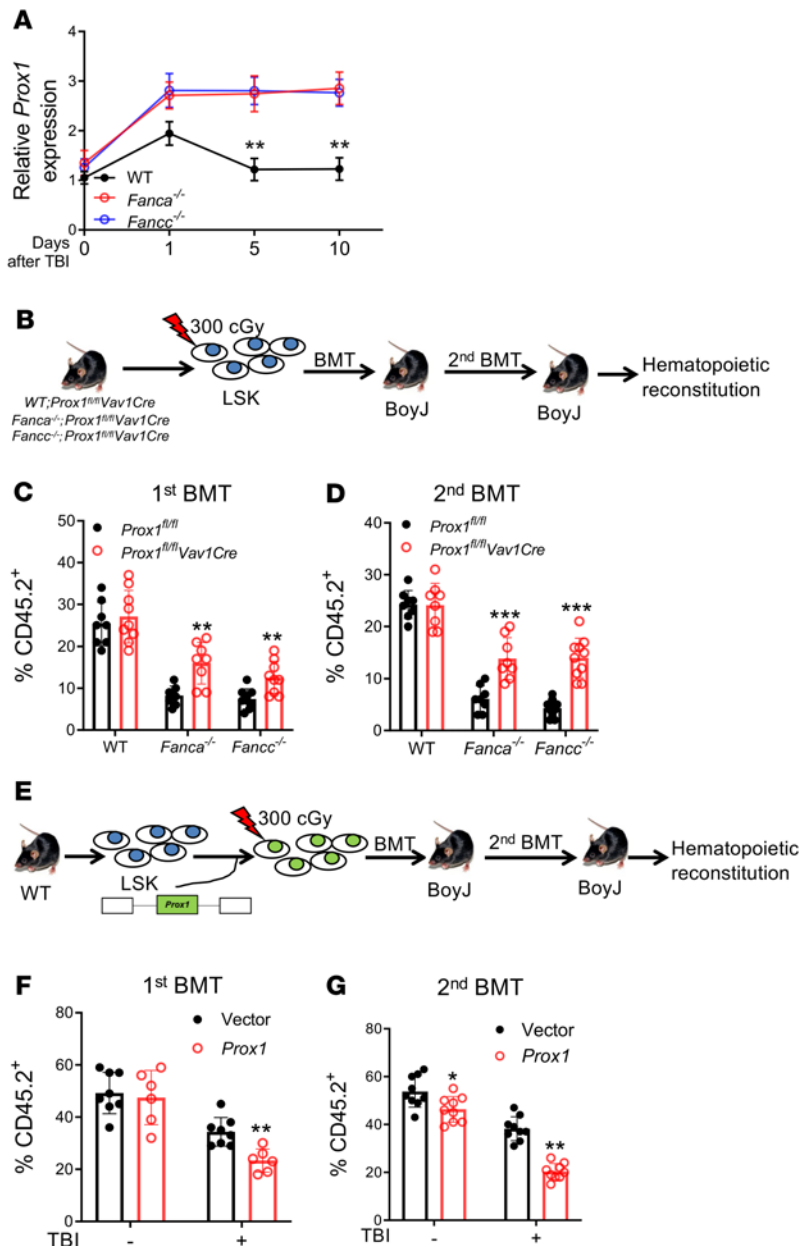 A
Relative Prox1
expression
4
3
2
1
0
** **
WT
Fanca-/-
Fancc-/-
Days
after TBI
0 1 5 10
B
300 cGy
LSK
BMT
BoyJ
2nd BMT
BoyJ
Hematopoietic
reconstitution
WT;Prox1fl/flVav1Cre
Fanca-/-;Prox1fl/flVav1Cre
Fancc-/-;Prox1fl/flVav1Cre
C
1st BMT
% CD45.2+
50
40
30
20
10
0
Prox1fl/fl
Prox1fl/flVav1Cre
** **
WT Fanca-/- Fancc-/-
D
2nd BMT
% CD45.2+
40
30
20
10
0
Prox1fl/fl
Prox1fl/flVav1Cre
*** ***
WT Fanca-/- Fancc-/-
E
WT
LSK
Prox1
300 cGy
BMT
BoyJ
2nd BMT
BoyJ
Hematopoietic
reconstitution
F
1st BMT
% CD45.2+
80
60
40
20
0
Vector
Prox1
**
TBI - +
G
2nd BMT
% CD45.2+
80
60
40
20
0
Vector
Prox1
* **
TBI - +